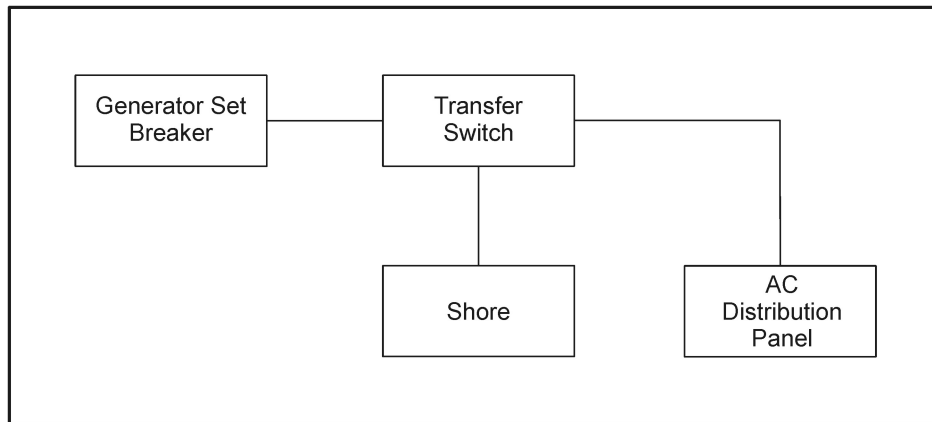 Generator Set
Breaker
Transfer
Switch
Shore
AC
Distribution
Panel